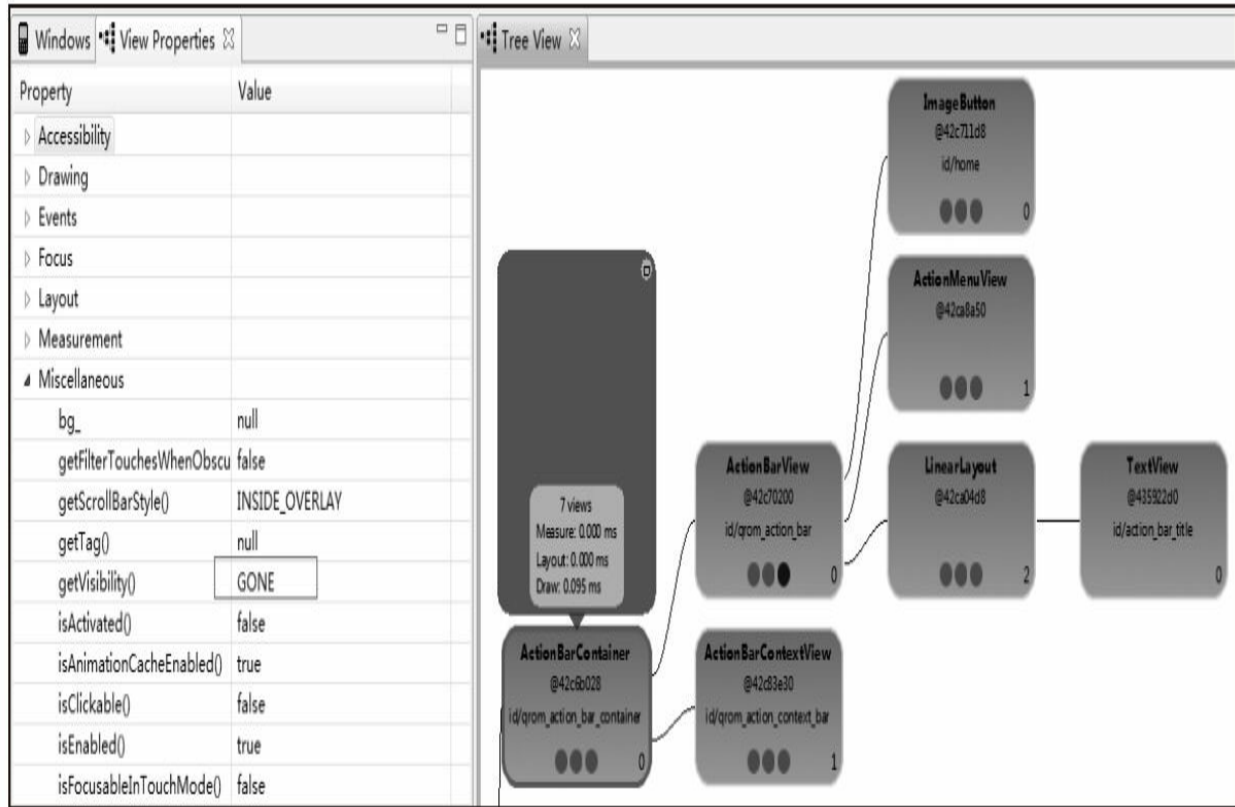 Windows View Properties
Property Value
Accessibility
Drawing
Events
Focus
Layout
Measurement
Miscellaneous
bg_ null
getFilterTouchesWhenObscu false
getScrollBarStyle() INSIDE_OVERLAY
getTag() null
getVisibility() GONE
isActivated() false
isAnimationCacheEnabled() true
isClickable() false
isEnabled() true
isFocusableInTouchMode() false
Tree View
ImageButton
@42c711d8
id/home
0
ActionMenuView
@42ca8a50
1
7 views
Measure: 0.000 ms
Layout: 0.000 ms
Draw: 0.095 ms
ActionBarView
@42c70200
id/qrom_action_bar
0
LinearLayout
@42ca04d8
2
TextView
@435922d0
id/action_bar_title
0
ActionBarContainer
@42c6b028
id/qrom_action_bar_container
0
ActionBarContextView
@42c83e30
id/qrom_action_context_bar
1